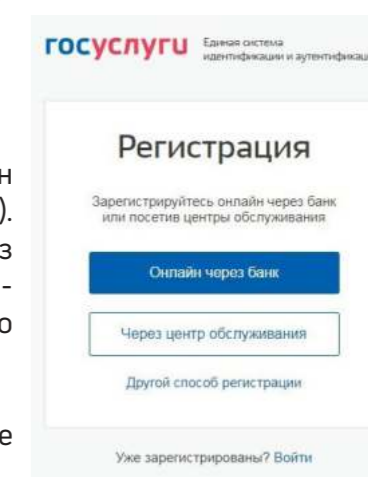 госуслуги
Единая система
идентификации и аутентификац
Регистрация
Зарегистрируйтесь онлайн через банк
или посетив центры обслуживания
Онлайн через банк
Через центр обслуживания
Другой способ регистрации
Уже зарегистрированы? Войти
н
).
з
-
о
е